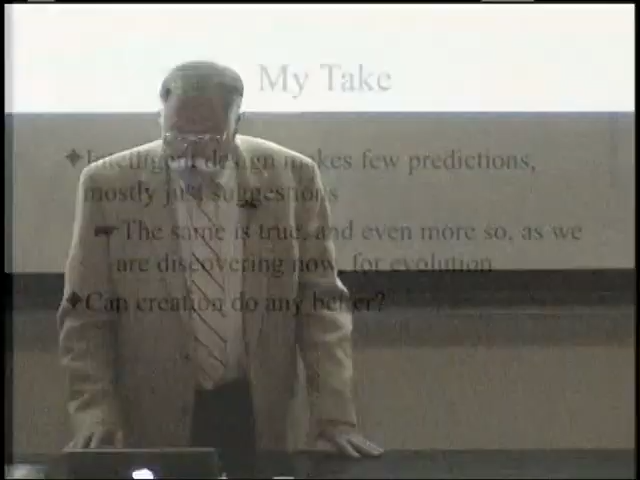 My Take
Intelligent design makes few predictions,
mostly just suggestions
The same is true, and even more so, as we
are discovering now, for evolution
Can creation do any better?